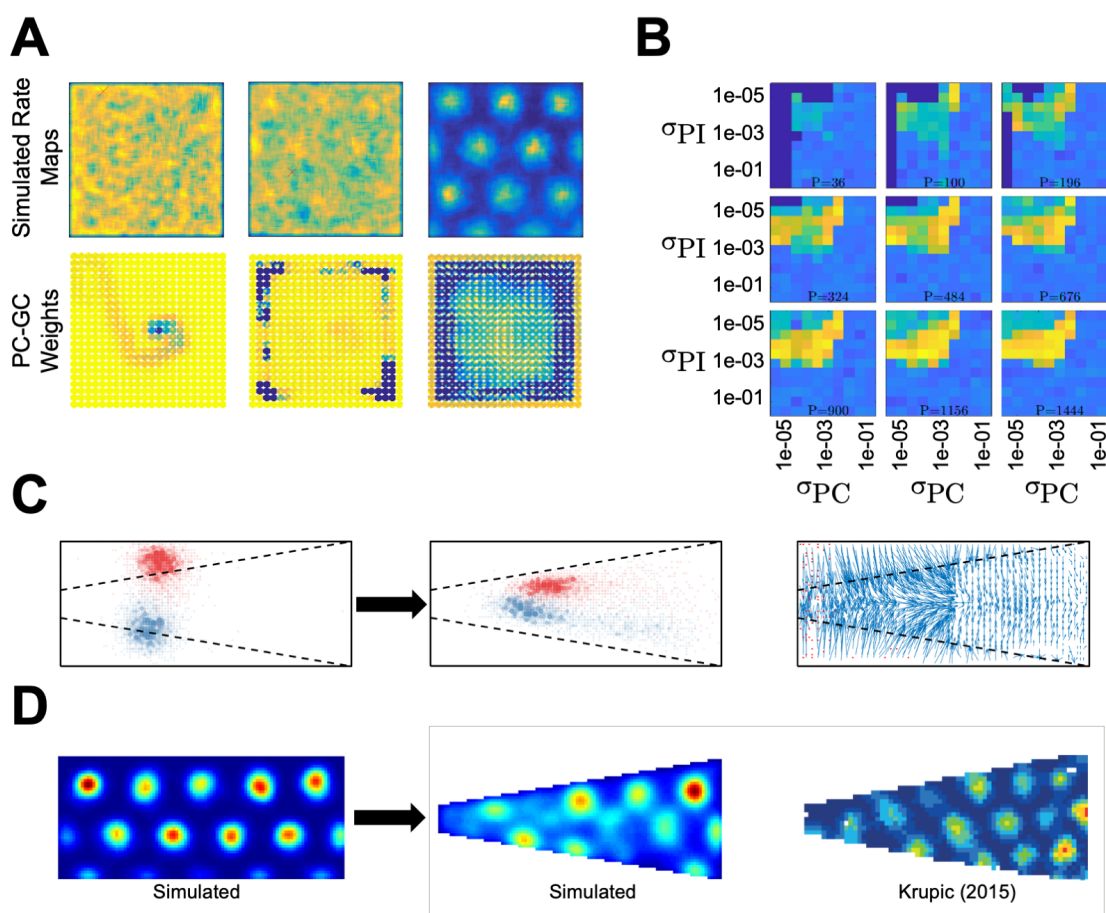 A
B
Simulated Rate
Maps
PC-GC
Weights
1e-05
σPI
1e-03
1e-01
P=36
P=100
P=196
1e-05
σPI
1e-03
1e-01
P=324
P=484
P=676
1e-05
σPI
1e-03
1e-01
P=900
P=1156
P=1444
1e-05
1e-03
1e-01
1e-05
1e-03
1e-01
1e-05
1e-03
1e-01
σPC
σPC
σPC
C
D
Simulated
Simulated
Krupic (2015)